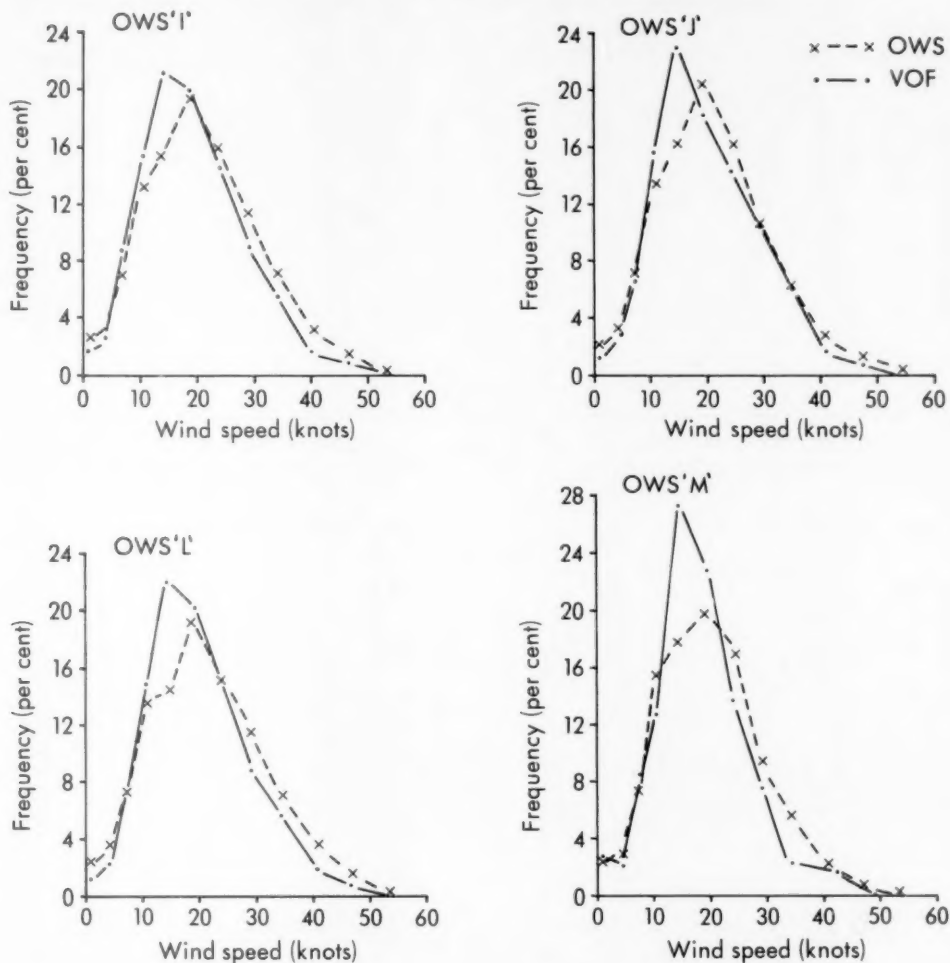 OWS'I'
24
20
16
12
8
4
0
Frequency (per cent)
0 10 20 30 40 50 60
Wind speed (knots)
OWS'J'
x---x OWS
.—. VOF
24
20
16
12
8
4
0
Frequency (per cent)
0 10 20 30 40 50 60
Wind speed (knots)
OWS'L'
24
20
16
12
8
4
0
Frequency (per cent)
0 10 20 30 40 50 60
Wind speed (knots)
OWS'M'
28
24
20
16
12
8
4
0
Frequency (per cent)
0 10 20 30 40 50 60
Wind speed (knots)